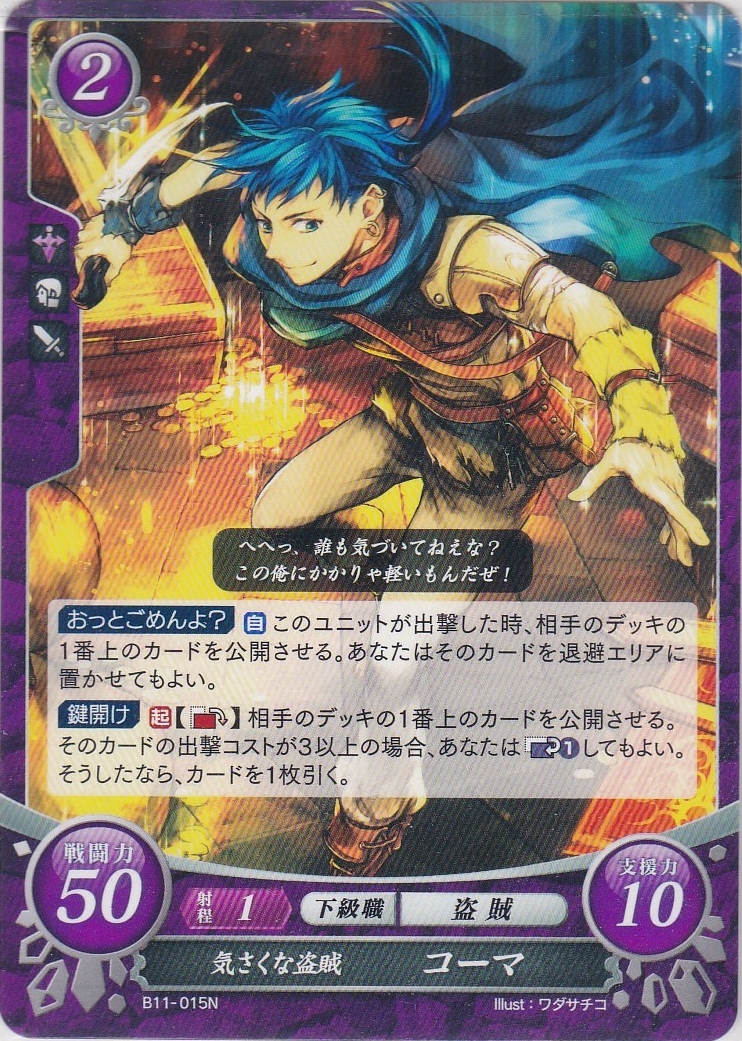 2
へへっ、誰も気づいてねえな?
この俺にかかりゃ軽いもんだぜ!
おっとごめんよ? 自 このユニットが出撃した時、相手のデッキの
1番上のカードを公開させる。あなたはそのカードを退避エリアに
置かせてもよい。
鍵開け 起【 】相手のデッキの1番上のカードを公開させる。
そのカードの出撃コストが3以上の場合、あなたは 1 してもよい。
そうしたなら、カードを1枚引く。
戦闘力
50
射程 1 下級職 盗賊
支援力
10
気さくな盗賊 コーマ
B11-015N Illust:ワダサチコ